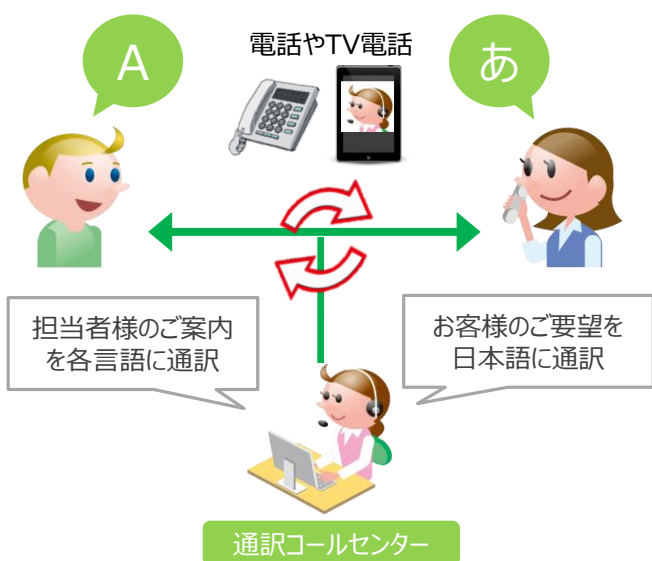 電話やTV電話
A
あ
担当者様のご案内
を各言語に通訳
お客様のご要望を
日本語に通訳
通訳コールセンター